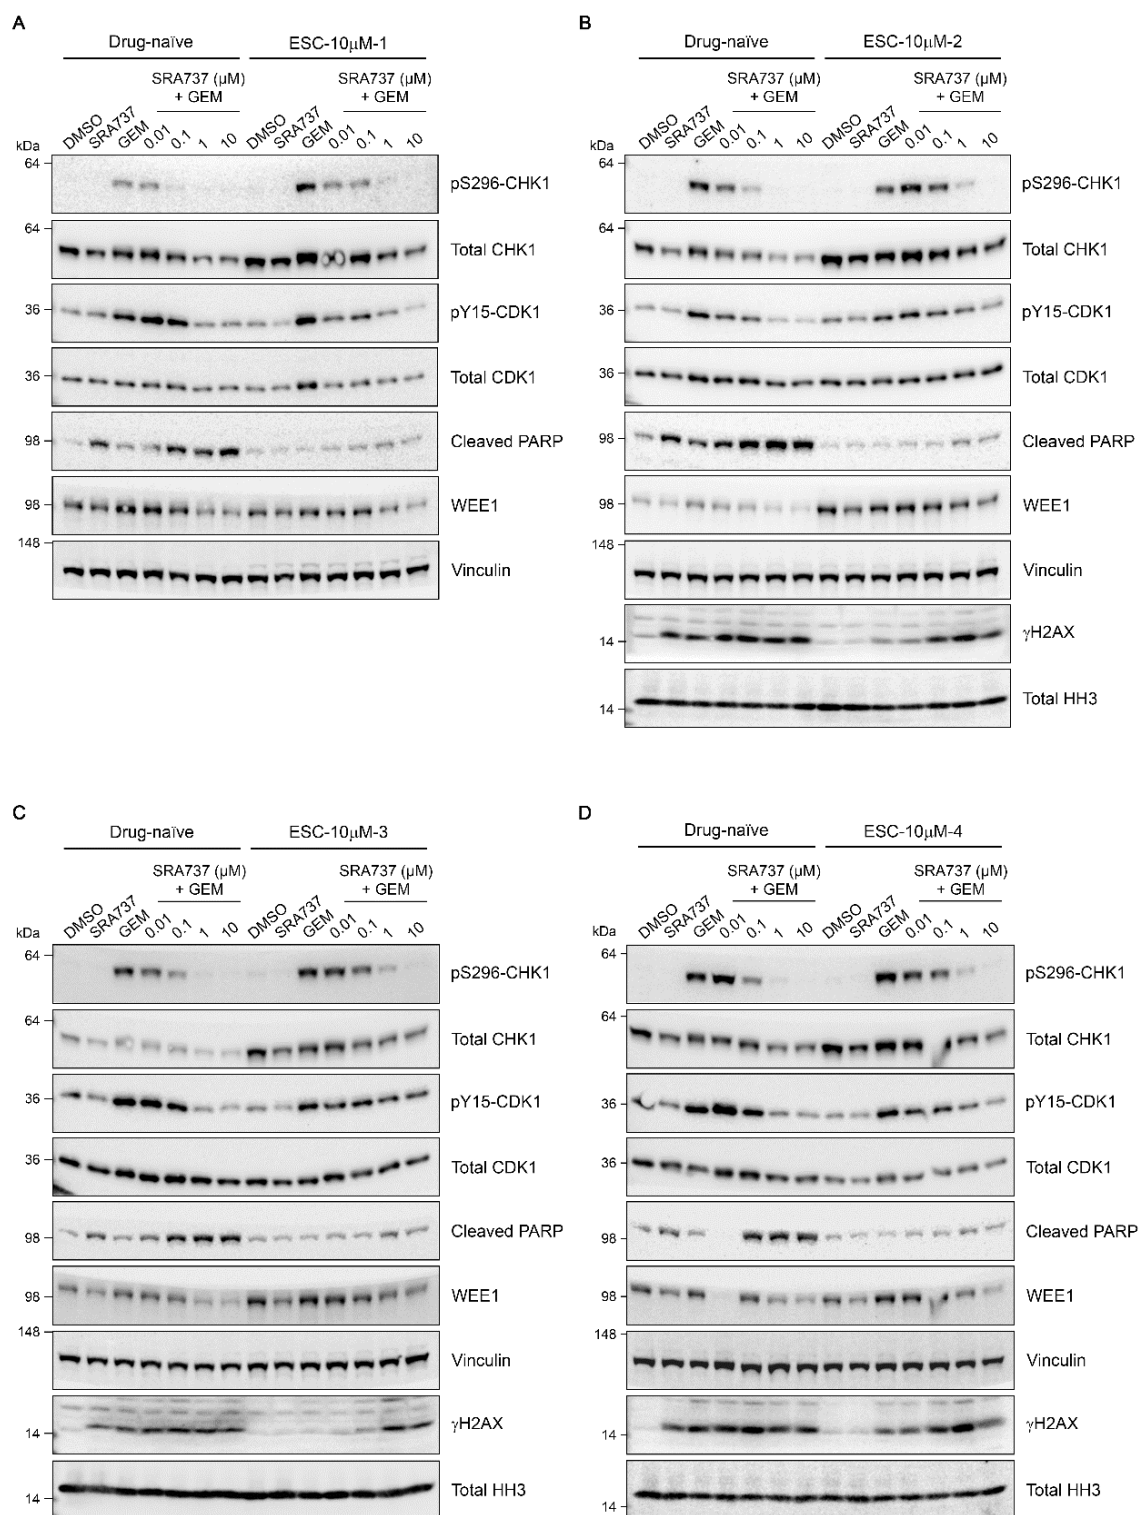 A
Drug-naïve ESC-10μM-1
SRA737 (μM) + GEM SRA737 (μM) + GEM
kDa DMSO SRA737 GEM 0.01 0.1 1 10 DMSO SRA737 GEM 0.01 0.1 1 10
64 pS296-CHK1
64 Total CHK1
36 pY15-CDK1
36 Total CDK1
98 Cleaved PARP
98 WEE1
148 Vinculin
B
Drug-naïve ESC-10μM-2
SRA737 (μM) + GEM SRA737 (μM) + GEM
kDa DMSO SRA737 GEM 0.01 0.1 1 10 DMSO SRA737 GEM 0.01 0.1 1 10
64 pS296-CHK1
64 Total CHK1
36 pY15-CDK1
36 Total CDK1
98 Cleaved PARP
98 WEE1
148 Vinculin
14 γH2AX
14 Total HH3
C
Drug-naïve ESC-10μM-3
SRA737 (μM) + GEM SRA737 (μM) + GEM
kDa DMSO SRA737 GEM 0.01 0.1 1 10 DMSO SRA737 GEM 0.01 0.1 1 10
64 pS296-CHK1
64 Total CHK1
36 pY15-CDK1
36 Total CDK1
98 Cleaved PARP
98 WEE1
148 Vinculin
14 γH2AX
14 Total HH3
D
Drug-naïve ESC-10μM-4
SRA737 (μM) + GEM SRA737 (μM) + GEM
kDa DMSO SRA737 GEM 0.01 0.1 1 10 DMSO SRA737 GEM 0.01 0.1 1 10
64 pS296-CHK1
64 Total CHK1
36 pY15-CDK1
36 Total CDK1
98 Cleaved PARP
98 WEE1
148 Vinculin
14 γH2AX
14 Total HH3